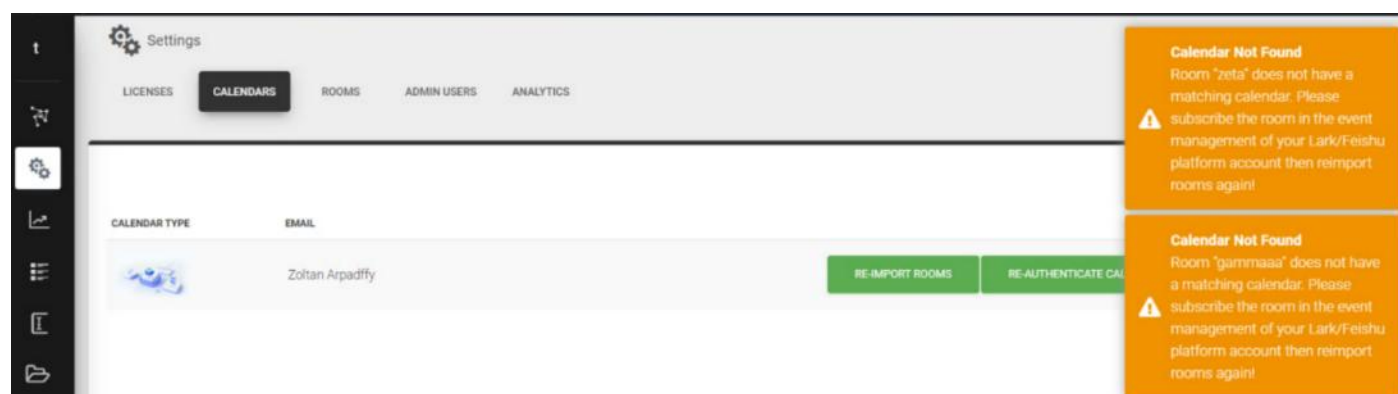 t
Settings
LICENSES CALENDARS ROOMS ADMIN USERS ANALYTICS
CALENDAR TYPE EMAIL
Zoltan Arpadffy RE-IMPORT ROOMS RE-AUTHENTICATE CAL
Calendar Not Found
Room "zeta" does not have a
matching calendar. Please
subscribe the room in the event
management of your Lark/Feishu
platform account then reimport
rooms again!
Calendar Not Found
Room "gammaaa" does not have
a matching calendar. Please
subscribe the room in the event
management of your Lark/Feishu
platform account then reimport
rooms again!